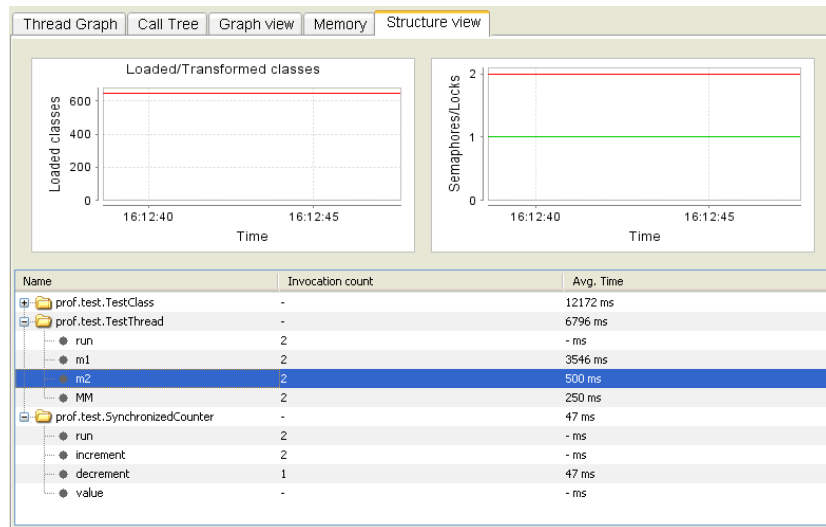 Thread Graph Call Tree Graph view Memory Structure view
Loaded/Transformed classes
Loaded classes
600
400
200
0
16:12:40 16:12:45
Time
Semaphores/Locks
2
1
0
16:12:40 16:12:45
Time
Name Invocation count Avg. Time
prof.test.TestClass - 12172 ms
prof.test.TestThread - 6796 ms
run 2 - ms
m1 2 3546 ms
m2 2 500 ms
MM 2 250 ms
prof.test.SynchronizedCounter - 47 ms
run 2 - ms
increment 2 - ms
decrement 1 47 ms
value - - ms